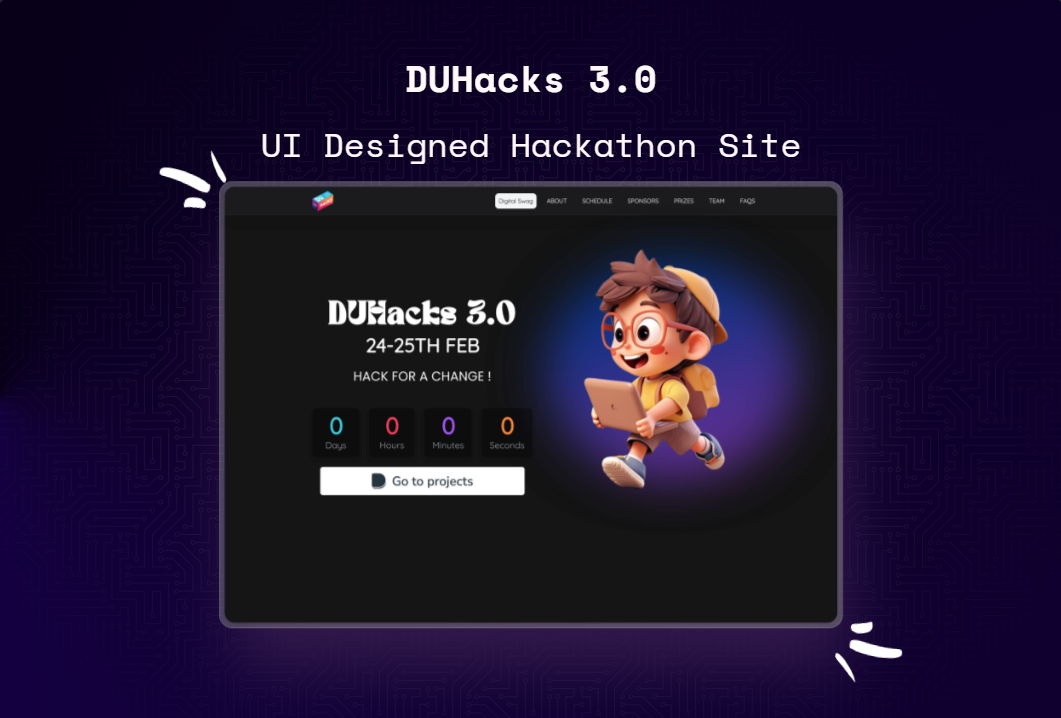 DUHacks 3.0
UI Designed Hackathon Site
Digital Swag ABOUT SCHEDULE SPONSORS PRIZES TEAM FAQS
DUHacks 3.0
24-25TH FEB
HACK FOR A CHANGE !
0 0 0 0
Days Hours Minutes Seconds
Go to projects